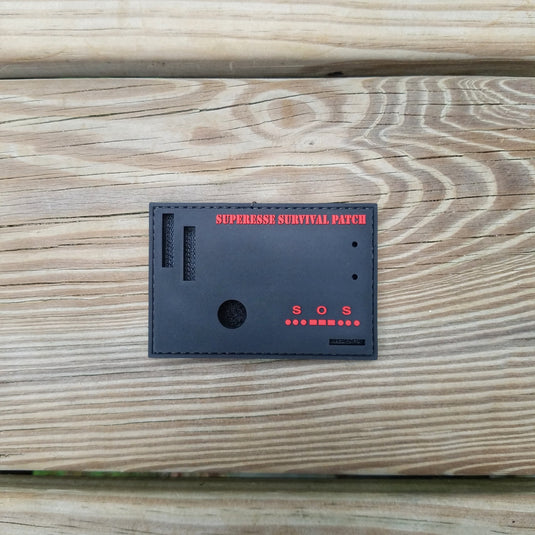 SUPERESSE SURVIVAL PATCH
S O S